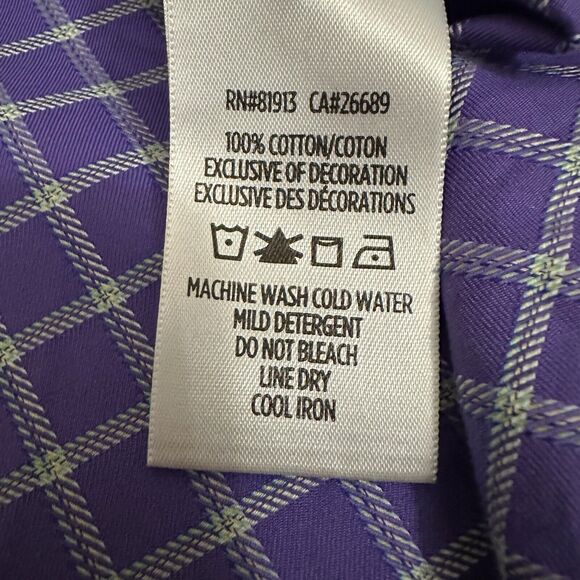 RN#81913 CA#26689
100% COTTON/COTON
EXCLUSIVE OF DECORATION
EXCLUSIVE DES DÉCORATIONS
MACHINE WASH COLD WATER
MILD DETERGENT
DO NOT BLEACH
LINE DRY
COOL IRON